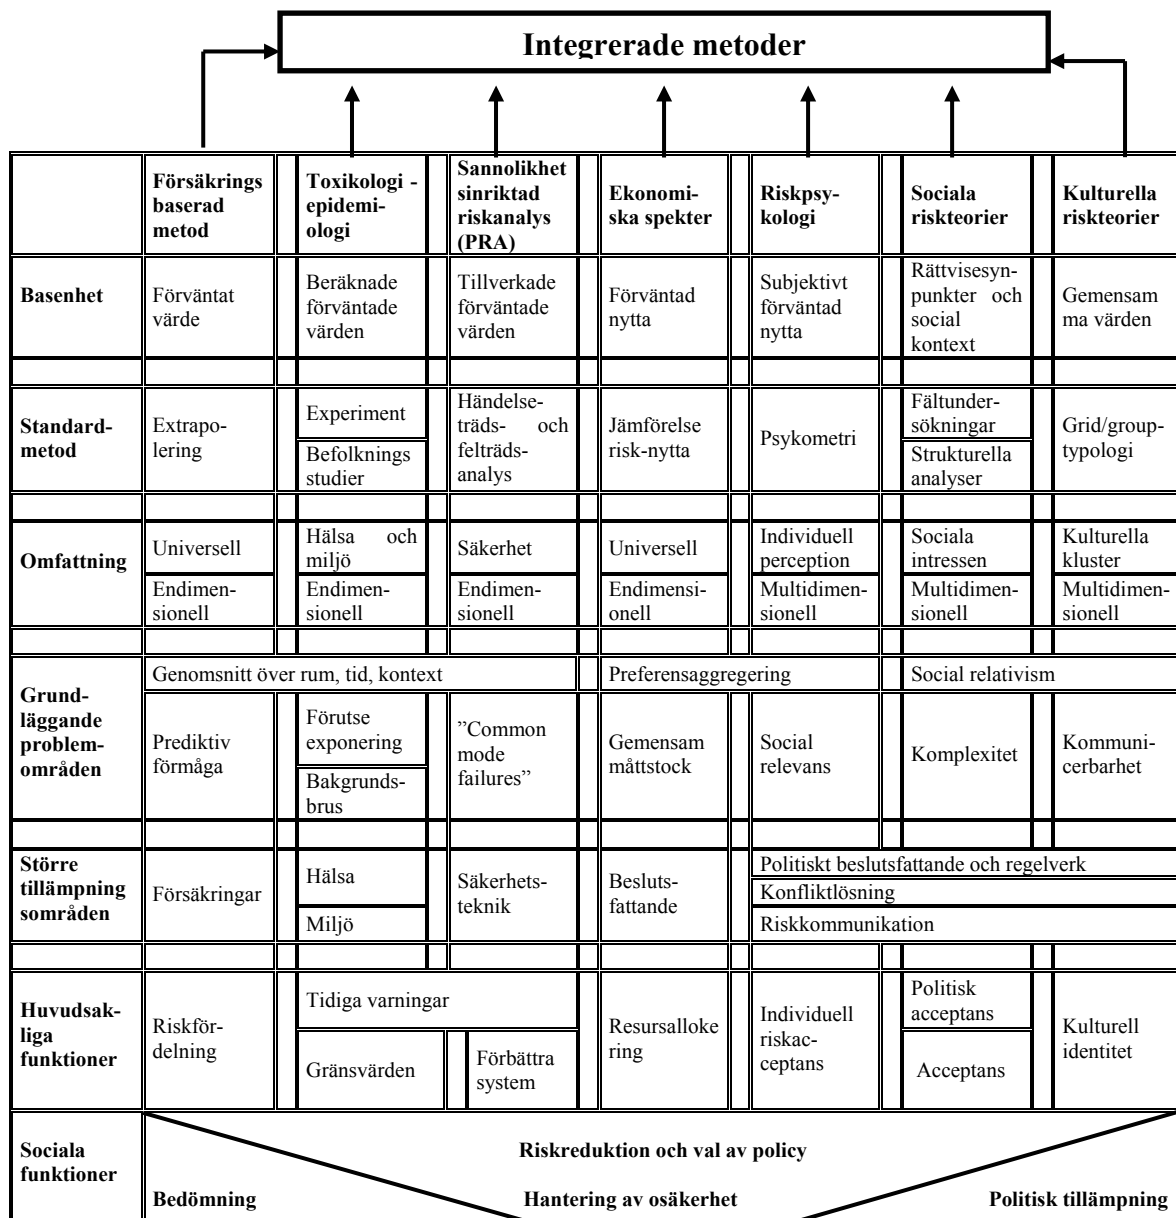 Integrerade metoder
Försäkrings
baserad
metod
Toxikologi -
epidemi-
ologi
Sannolikhet
sinriktad
riskanalys
(PRA)
Ekonomi-
ska spekter
Riskpsy-
kologi
Sociala
riskteorier
Kulturella
riskteorier
Basenhet
Förväntat
värde
Beräknade
förväntade
värden
Tillverkade
förväntade
värden
Förväntad
nytta
Subjektivt
förväntad
nytta
Rättvisesyn-
punkter och
social
kontext
Gemensam
ma värden
Standard-
metod
Extrapo-
lering
Experiment
Befolknings
studier
Händelse-
träds- och
felträds-
analys
Jämförelse
risk-nytta
Psykometri
Fältunder-
sökningar
Strukturella
analyser
Grid/group-
typologi
Omfattning
Universell
Hälsa och
miljö
Säkerhet
Universell
Individuell
perception
Sociala
intressen
Kulturella
kluster
Endimen-
sionell
Endimen-
sionell
Endimen-
sionell
Endimensi-
onell
Multidimen-
sionell
Multidimen-
sionell
Multidimen-
sionell
Grund-
läggande
problem-
områden
Genomsnitt över rum, tid, kontext
Preferensaggregering
Social relativism
Prediktiv
förmåga
Förutse
exponering
Bakgrunds-
brus
”Common
mode
failures”
Gemensam
måttstock
Social
relevans
Komplexitet
Kommuni-
cerbarhet
Större
tillämpning
sområden
Försäkringar
Hälsa
Miljö
Säkerhets-
teknik
Besluts-
fattande
Politiskt beslutsfattande och regelverk
Konfliktlösning
Riskkommunikation
Huvudsak-
liga
funktioner
Riskför-
delning
Tidiga varningar
Gränsvärden
Förbättra
system
Resursalloke
ring
Individuell
riskac-
ceptans
Politisk
acceptans
Acceptans
Kulturell
identitet
Sociala
funktioner
Riskreduktion och val av policy
Bedömning
Hantering av osäkerhet
Politisk tillämpning